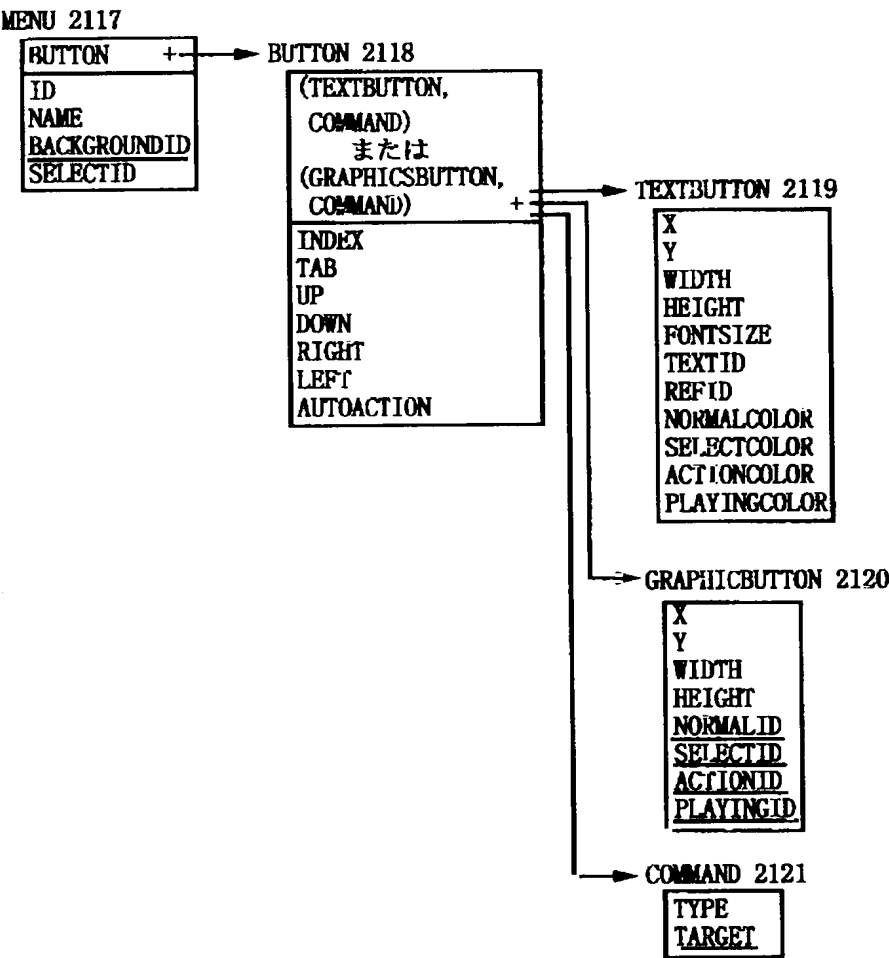 MENU 2117
BUTTON +
ID
NAME
BACKGROUNDID
SELECTID
BUTTON 2118
(TEXTBUTTON,
COMMAND)
または
(GRAPHICSBUTTON,
COMMAND) +
INDEX
TAB
UP
DOWN
RIGHT
LEFT
AUTOACTION
TEXTBUTTON 2119
X
Y
WIDTH
HEIGHT
FONTSIZE
TEXTID
REFID
NORMALCOLOR
SELECTCOLOR
ACTIONCOLOR
PLAYINGCOLOR
GRAPHICBUTTON 2120
X
Y
WIDTH
HEIGHT
NORMALID
SELECTID
ACTIONID
PLAYINGID
COMMAND 2121
TYPE
TARGET